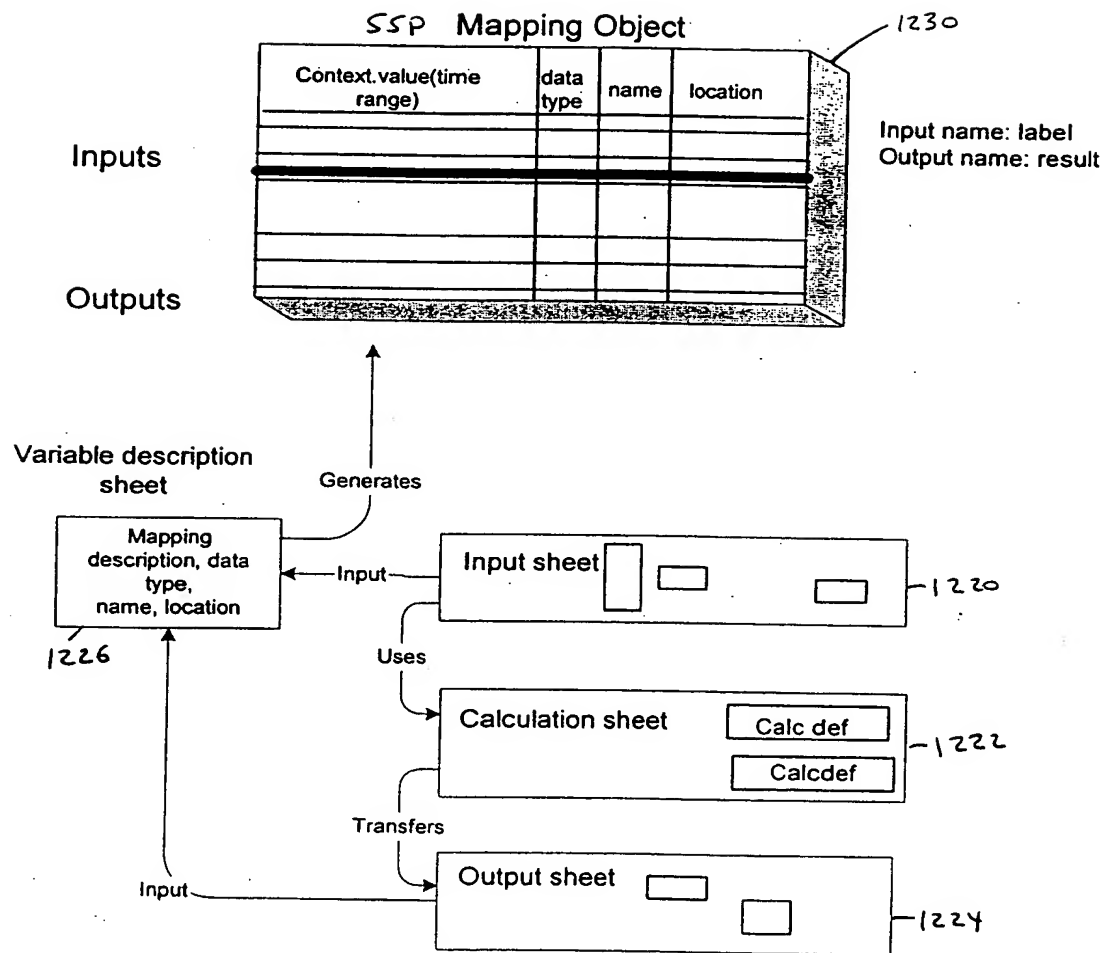 SSP Mapping Object
1230
Context.value(time
range)
data
type
name
location
Input name: label
Output name: result
Inputs
Outputs
Variable description
sheet
Generates
Mapping
description, data
type,
name, location
1226
Input
Input sheet
1220
Uses
Calculation sheet
Calc def
Calcdef
1222
Transfers
Output sheet
1224
Input